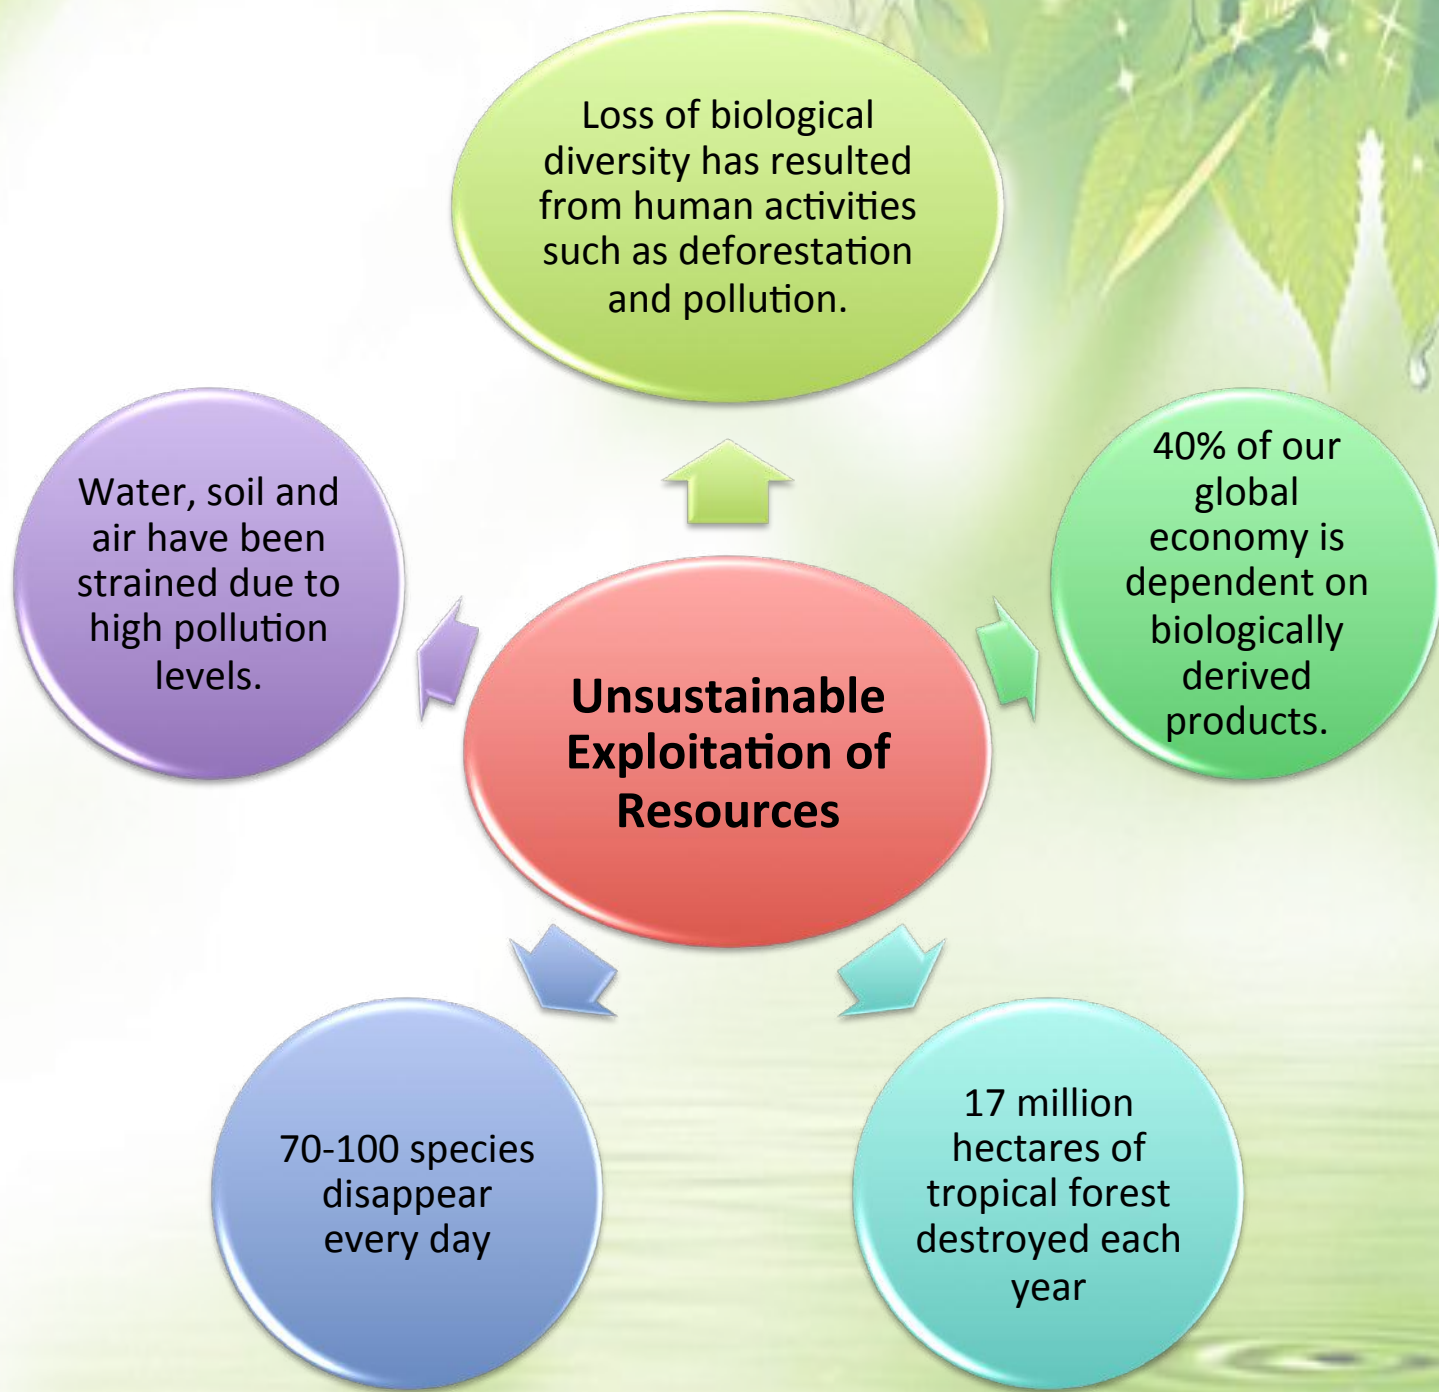 Loss of biological
diversity has resulted
from human activities
such as deforestation
and pollution.
40% of our
global
economy is
dependent on
biologically
derived
products.
17 million
hectares of
tropical forest
destroyed each
year
70-100 species
disappear
every day
Water, soil and
air have been
strained due to
high pollution
levels.
Unsustainable
Exploitation of
Resources